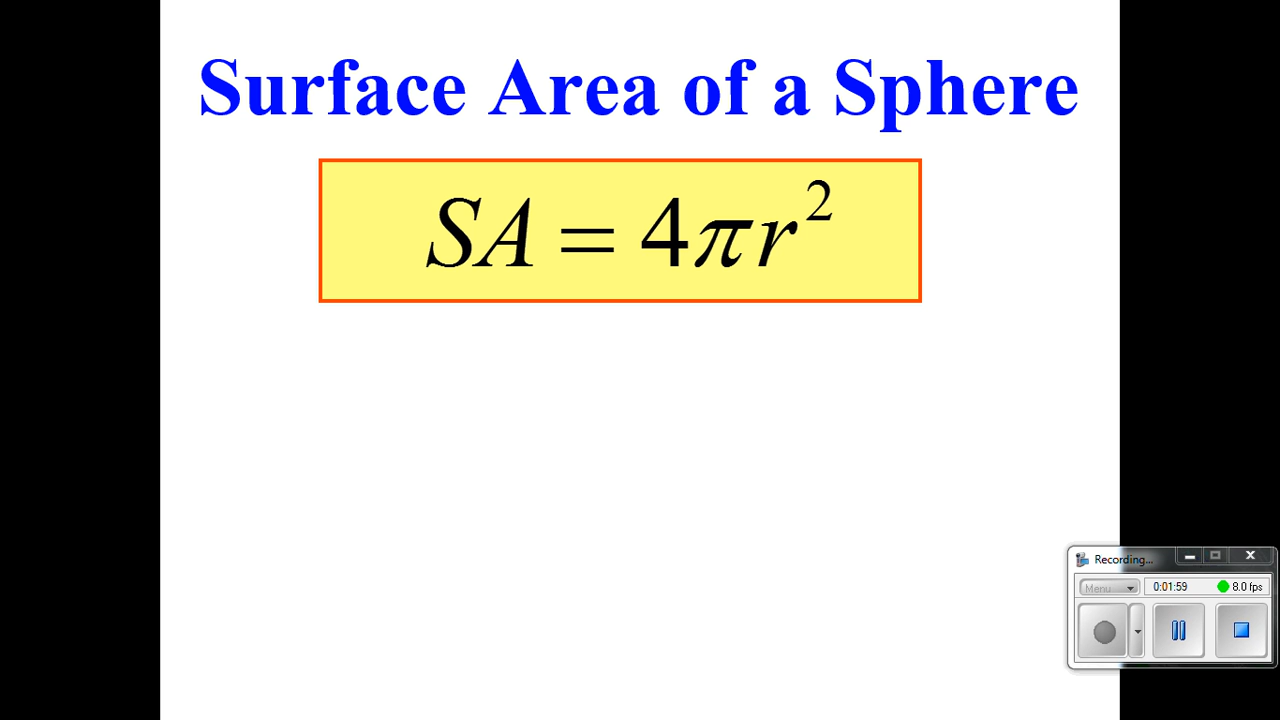 Surface Area of a Sphere
SA = 4πr²
Recording...
Menu
0:01:59
8.0 fps